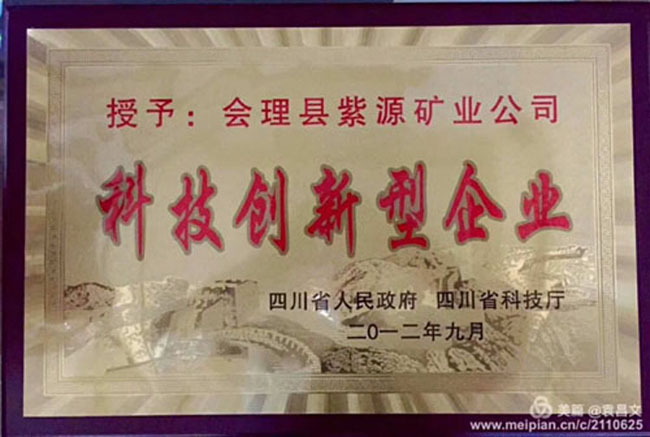 授予：会理县紫源矿业公司
科技创新型企业
四川省人民政府 四川省科技厅
二0一二年九月
美篇 @袁昌文
www.meipian.cn/c/2110625